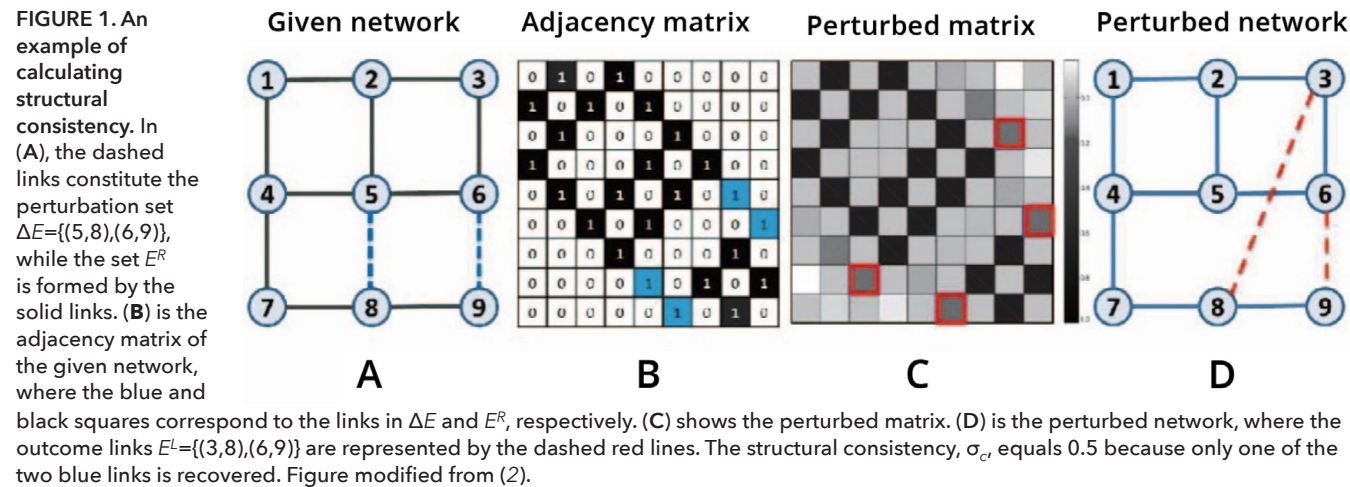 FIGURE 1. An
example of
calculating
structural
consistency. In
(A), the dashed
links constitute the
perturbation set
ΔE={(5,8),(6,9)},
while the set Eᴿ
is formed by the
solid links. (B) is the
adjacency matrix of
the given network,
where the blue and
black squares correspond to the links in ΔE and Eᴿ, respectively. (C) shows the perturbed matrix. (D) is the perturbed network, where the
outcome links Eᴸ={(3,8),(6,9)} are represented by the dashed red lines. The structural consistency, σc, equals 0.5 because only one of the
two blue links is recovered. Figure modified from (2).
Given network
1 2 3
4 5 6
7 8 9
A
Adjacency matrix
0 1 0 1 0 0 0 0 0
1 0 1 0 1 0 0 0 0
0 1 0 0 0 1 0 0 0
1 0 0 0 1 0 1 0 0
0 1 0 1 0 1 0 1 0
0 0 1 0 1 0 0 0 1
0 0 0 1 0 0 0 1 0
0 0 0 0 1 0 1 0 1
0 0 0 0 0 1 0 1 0
B
Perturbed matrix
C
Perturbed network
1 2 3
4 5 6
7 8 9
D